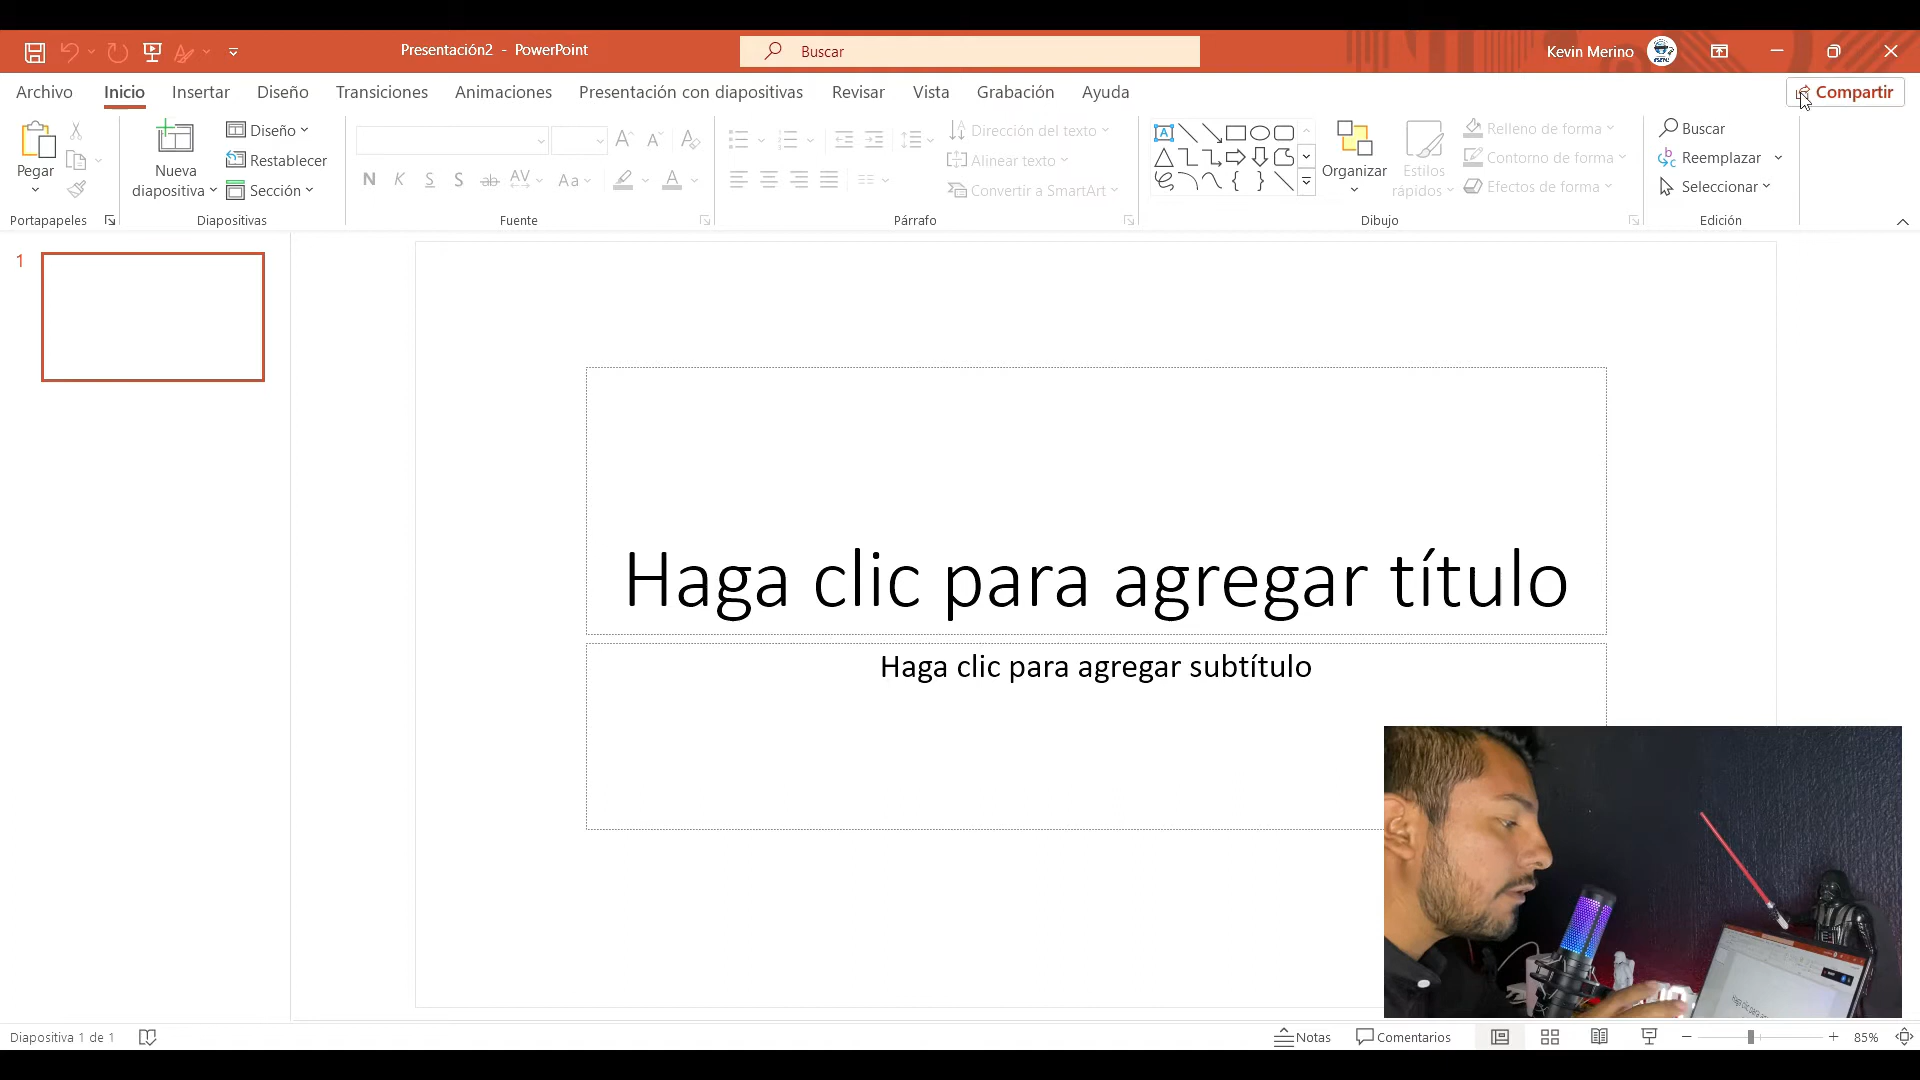 Presentación2 - PowerPoint
Buscar
Kevin Merino
Archivo Inicio Insertar Diseño Transiciones Animaciones Presentación con diapositivas Revisar Vista Grabación Ayuda
Compartir
Pegar
Portapapeles
Nueva diapositiva
Diseño
Restablecer
Sección
Diapositivas
N K S S ab AV Aa A
Fuente
Dirección del texto
Alinear texto
Convertir a SmartArt
Párrafo
Organizar
Estilos rápidos
Relleno de forma
Contorno de forma
Efectos de forma
Dibujo
Buscar
Reemplazar
Seleccionar
Edición
1
Haga clic para agregar título
Haga clic para agregar subtítulo
Diapositiva 1 de 1
Notas
Comentarios
85%